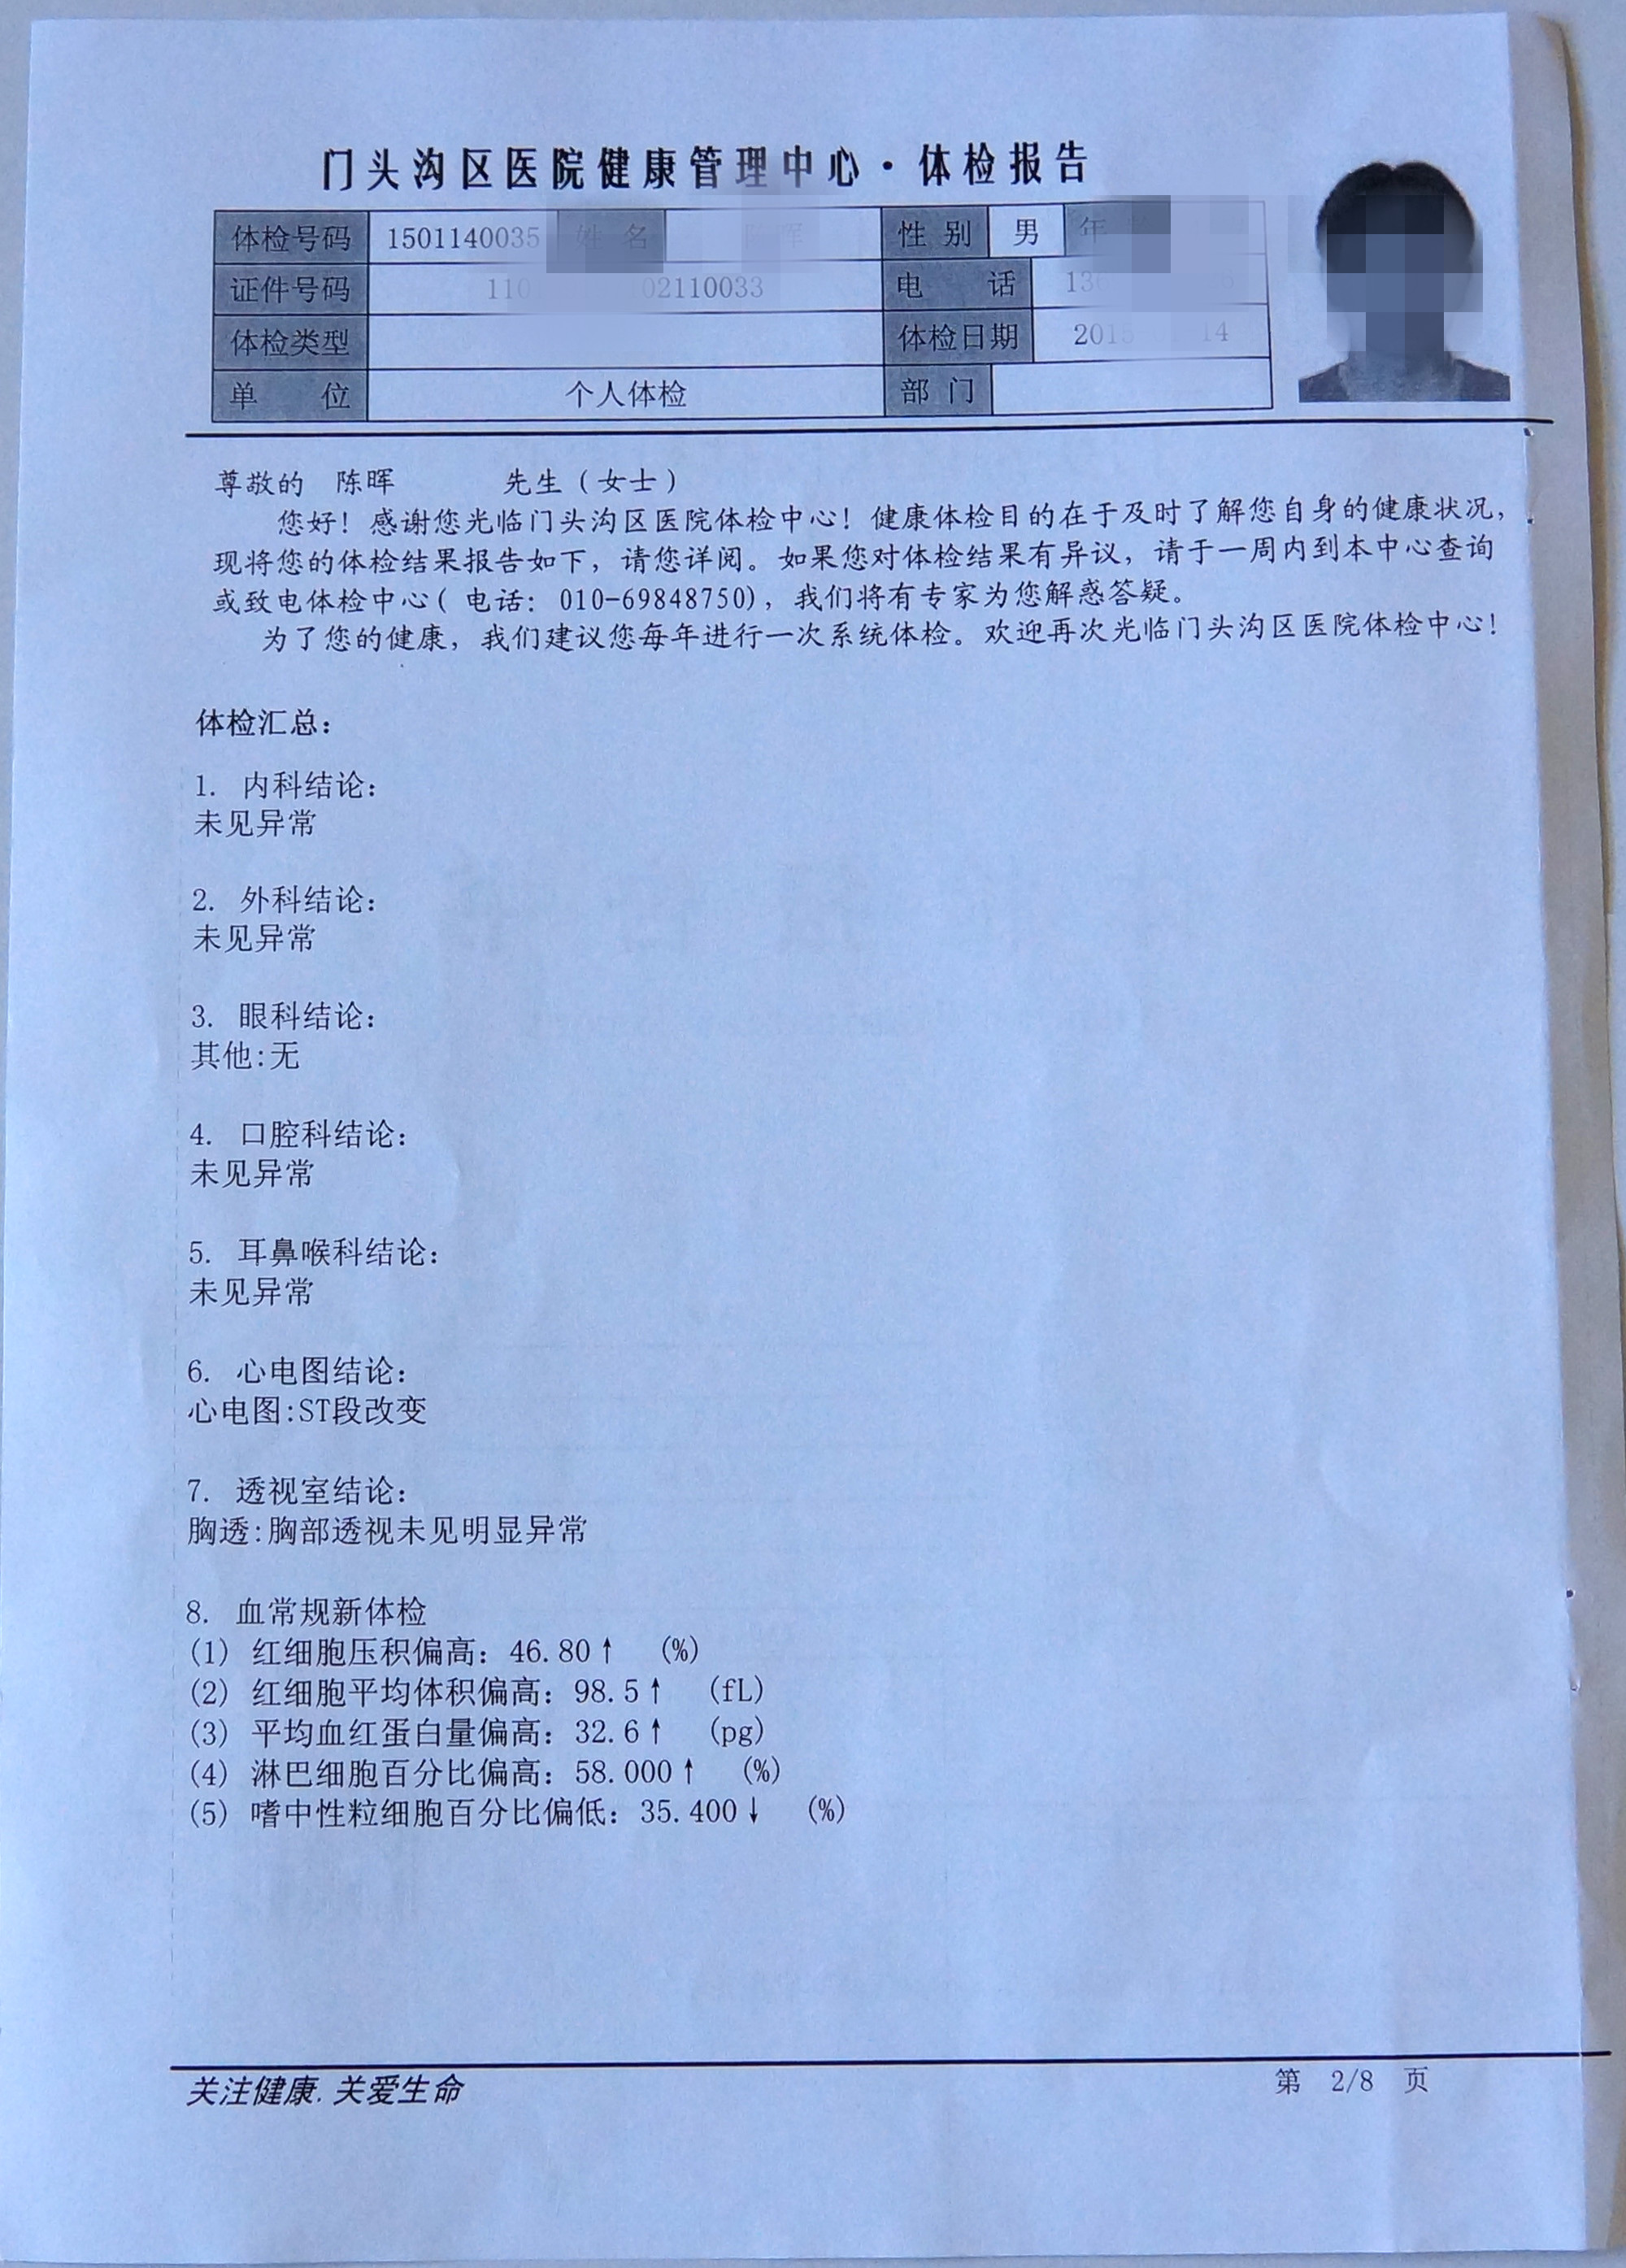 门头沟区医院健康管理中心·体检报告
体检号码 1501140035 姓 名 晖 性 别 男 年
证件号码 110 02110033 电 话 13
体检类型 体检日期 201 14
单 位 个人体检 部 门
尊敬的 陈晖 先生（女士）
您好！感谢您光临门头沟区医院体检中心！健康体检目的在于及时了解您自身的健康状况，
现将您的体检结果报告如下，请您详阅。如果您对体检结果有异议，请于一周内到本中心查询
或致电体检中心( 电话: 010-69848750)，我们将有专家为您解惑答疑。
为了您的健康，我们建议您每年进行一次系统体检。欢迎再次光临门头沟区医院体检中心！
体检汇总：
1. 内科结论：
未见异常
2. 外科结论：
未见异常
3. 眼科结论：
其他:无
4. 口腔科结论：
未见异常
5. 耳鼻喉科结论：
未见异常
6. 心电图结论：
心电图:ST段改变
7. 透视室结论：
胸透:胸部透视未见明显异常
8. 血常规新体检
(1) 红细胞压积偏高：46.80↑ (%)
(2) 红细胞平均体积偏高：98.5↑ (fL)
(3) 平均血红蛋白量偏高：32.6↑ (pg)
(4) 淋巴细胞百分比偏高：58.000↑ (%)
(5) 嗜中性粒细胞百分比偏低：35.400↓ (%)
关注健康.关爱生命
第 2/8 页